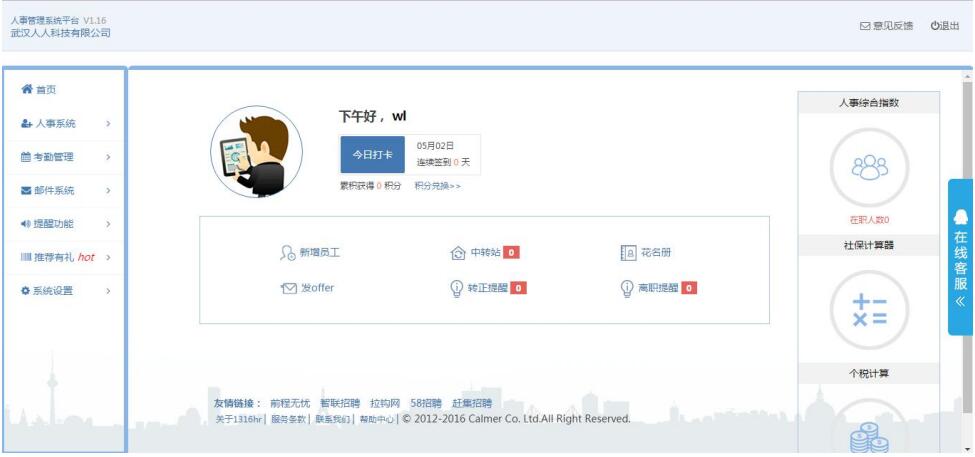 人事管理系统平台 V1.16
武汉人人科技有限公司
意见反馈 退出
首页
人事系统
考勤管理
邮件系统
提醒功能
推荐有礼 hot
系统设置
下午好，wl
今日打卡
05月02日
连续签到 0 天
累积获得 0 积分 积分兑换>>
新增员工 中转站 0 花名册
发offer 转正提醒 0 离职提醒 0
人事综合指数
在职人数0
社保计算器
个税计算
在线客服
友情链接： 前程无忧 智联招聘 拉钩网 58招聘 赶集招聘
关于1316hr| 服务条款| 联系我们| 帮助中心| © 2012-2016 Calmer Co. Ltd.All Right Reserved.